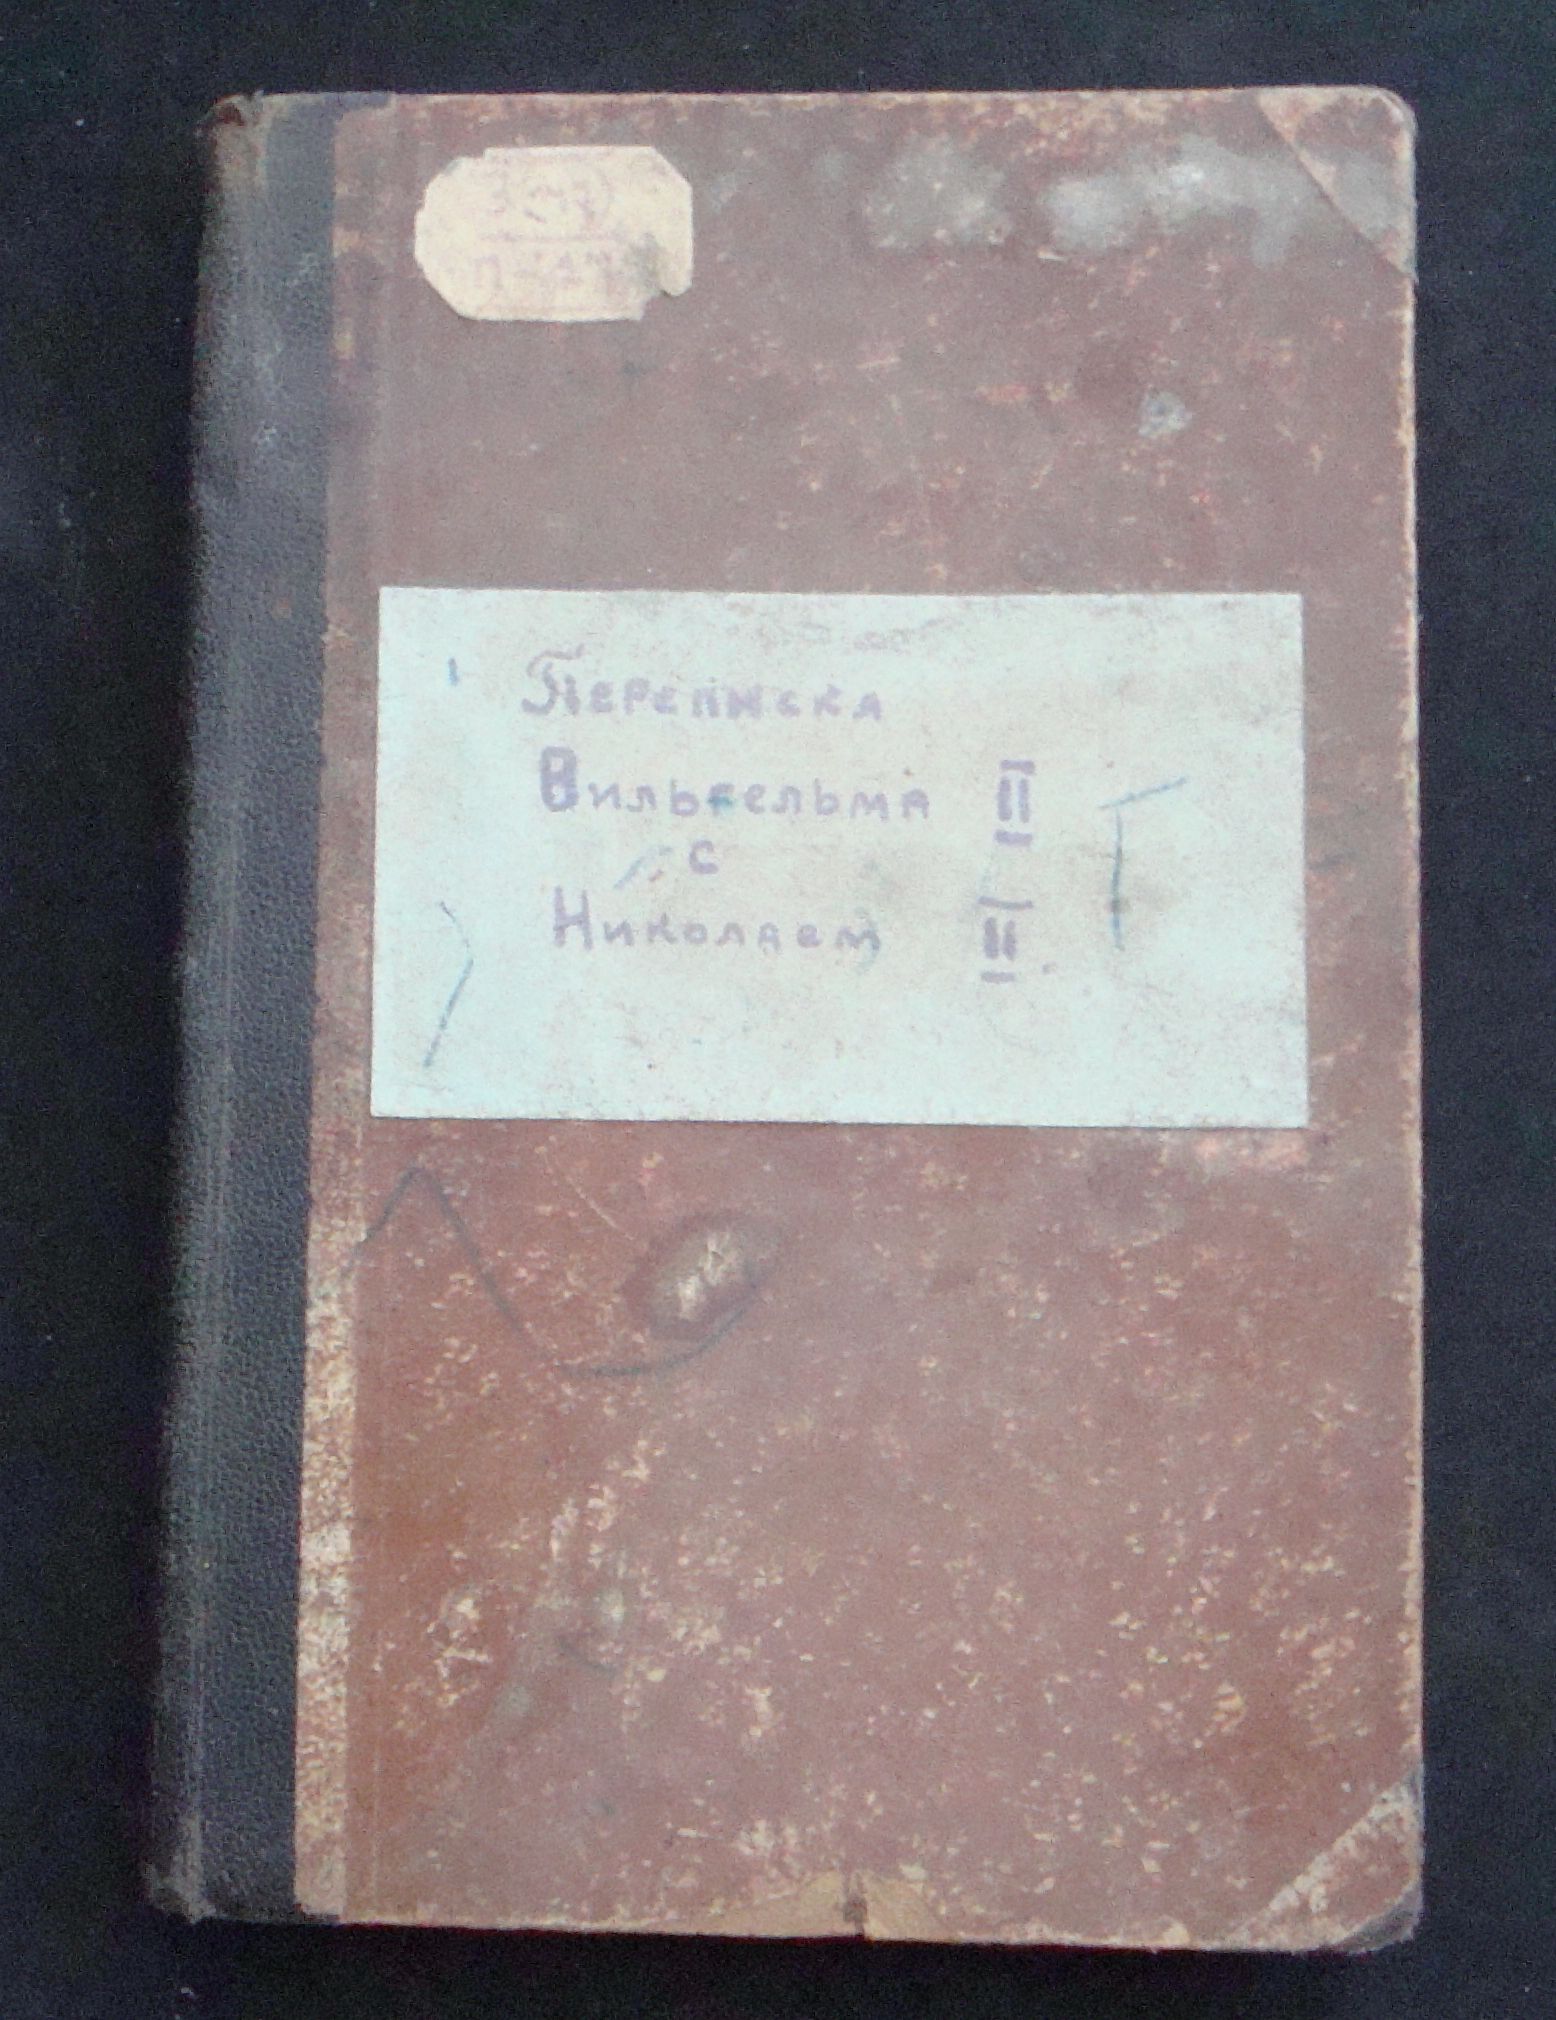 Переписка
Вильгельма II
с
Николаем II